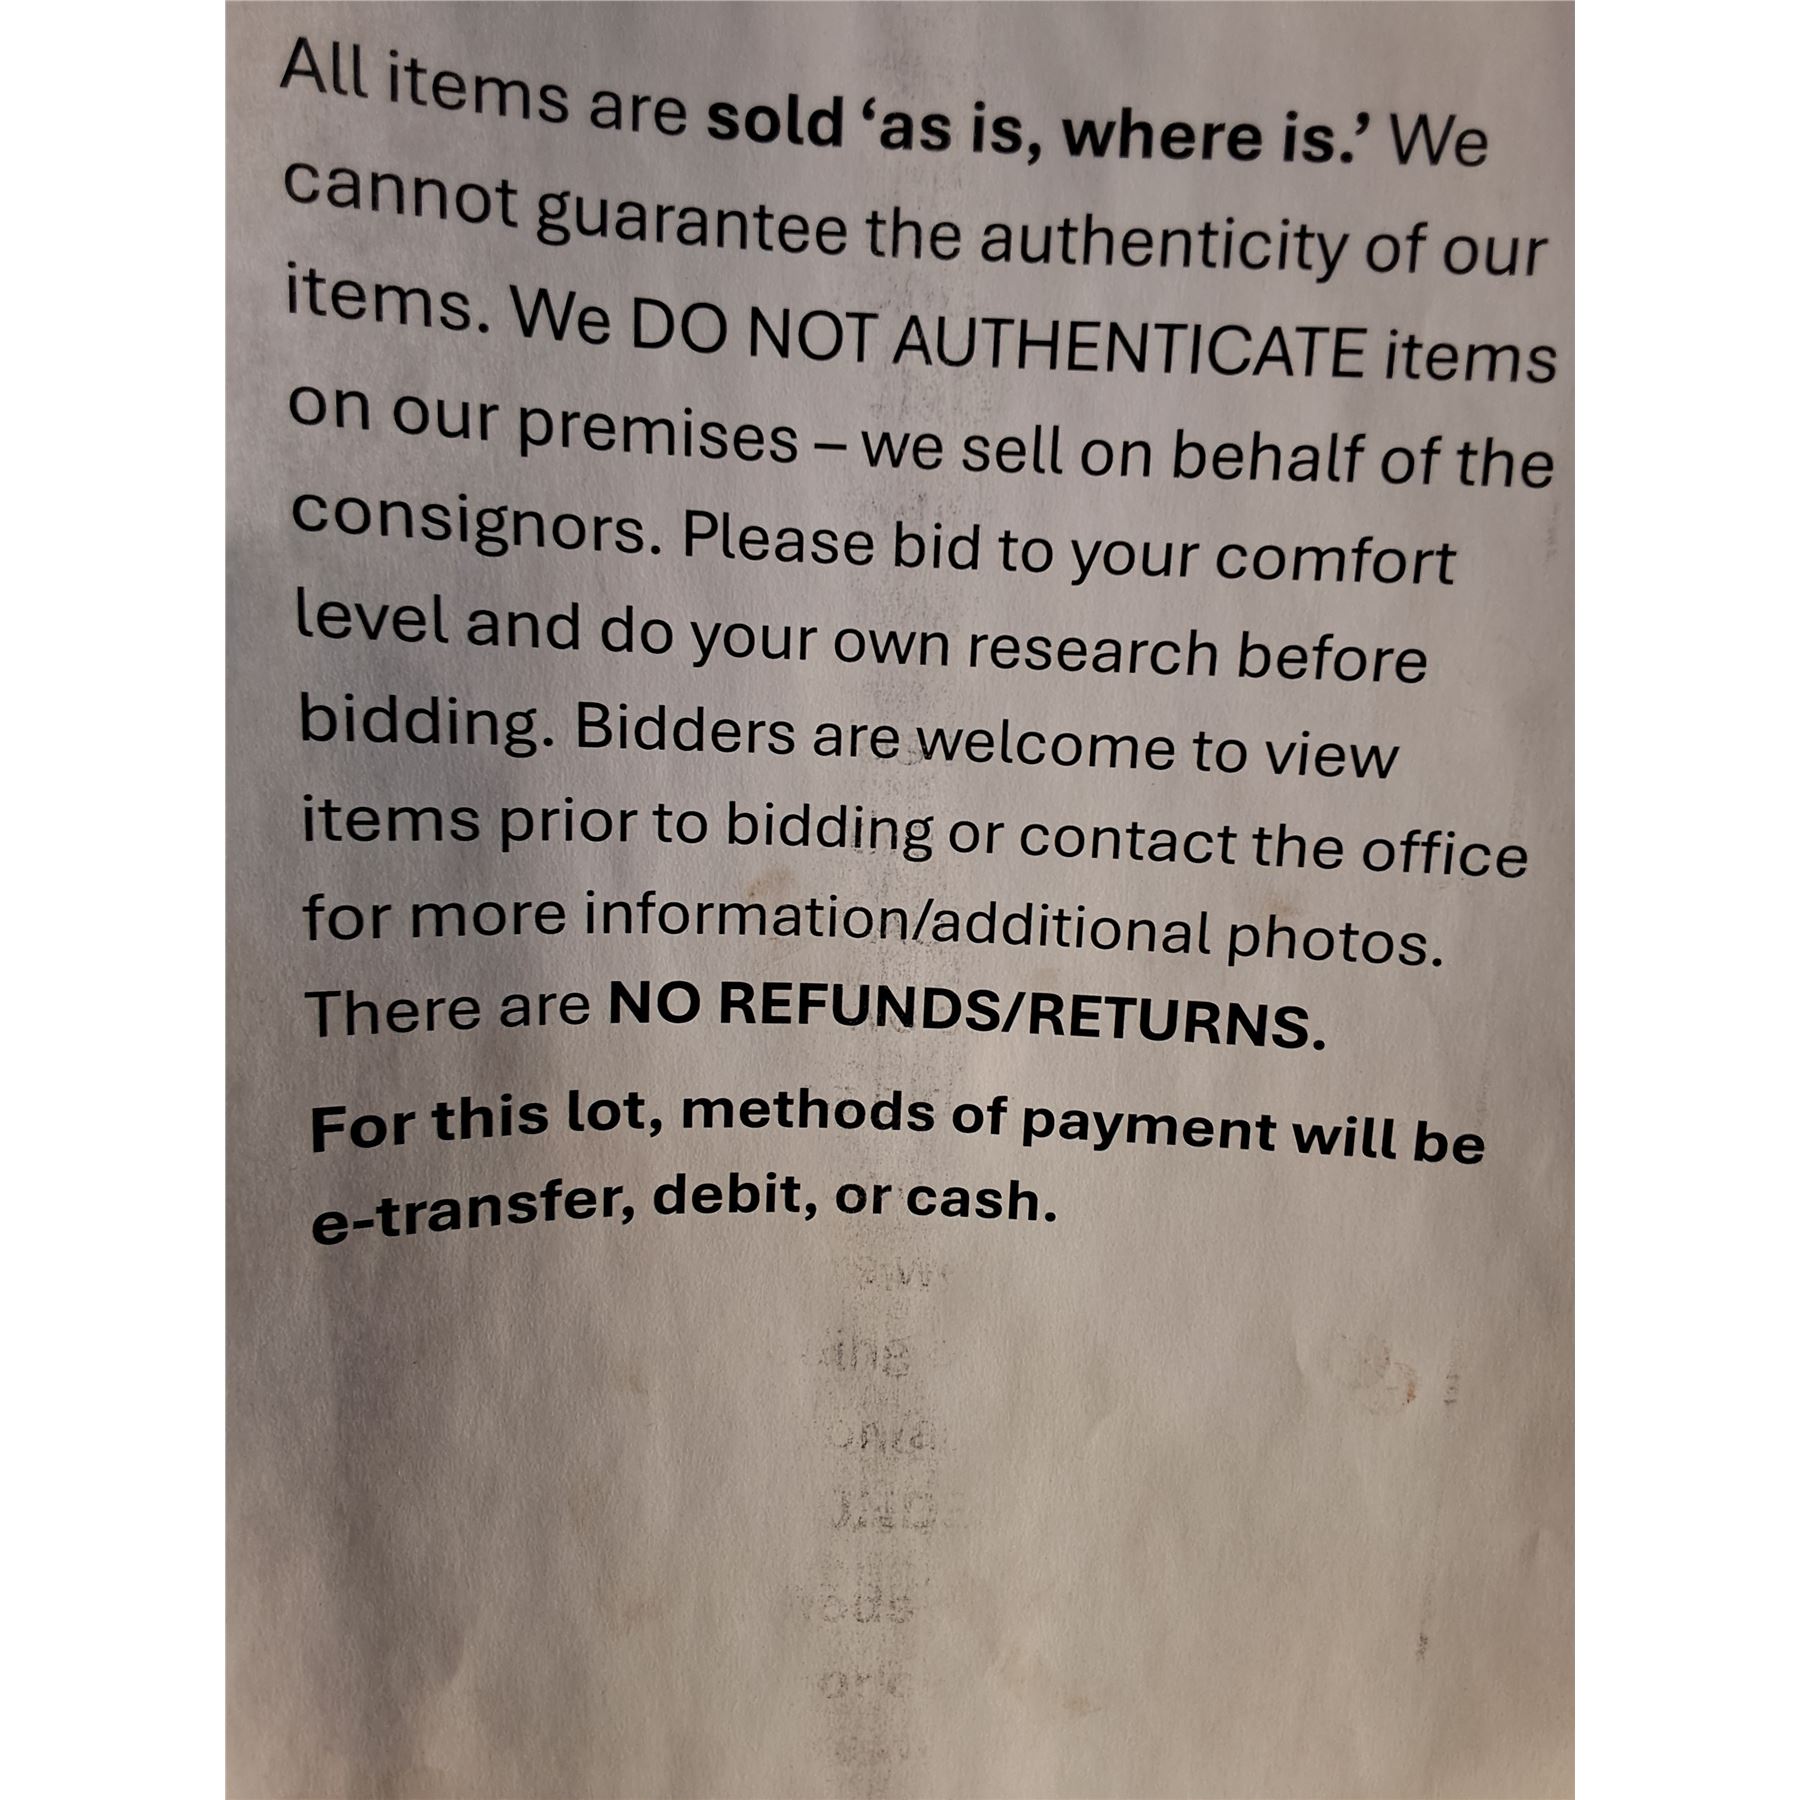 All items are sold ‘as is, where is.’ We
cannot guarantee the authenticity of our
items. We DO NOT AUTHENTICATE items
on our premises – we sell on behalf of the
consignors. Please bid to your comfort
level and do your own research before
bidding. Bidders are welcome to view
items prior to bidding or contact the office
for more information/additional photos.
There are NO REFUNDS/RETURNS.
For this lot, methods of payment will be
e-transfer, debit, or cash.